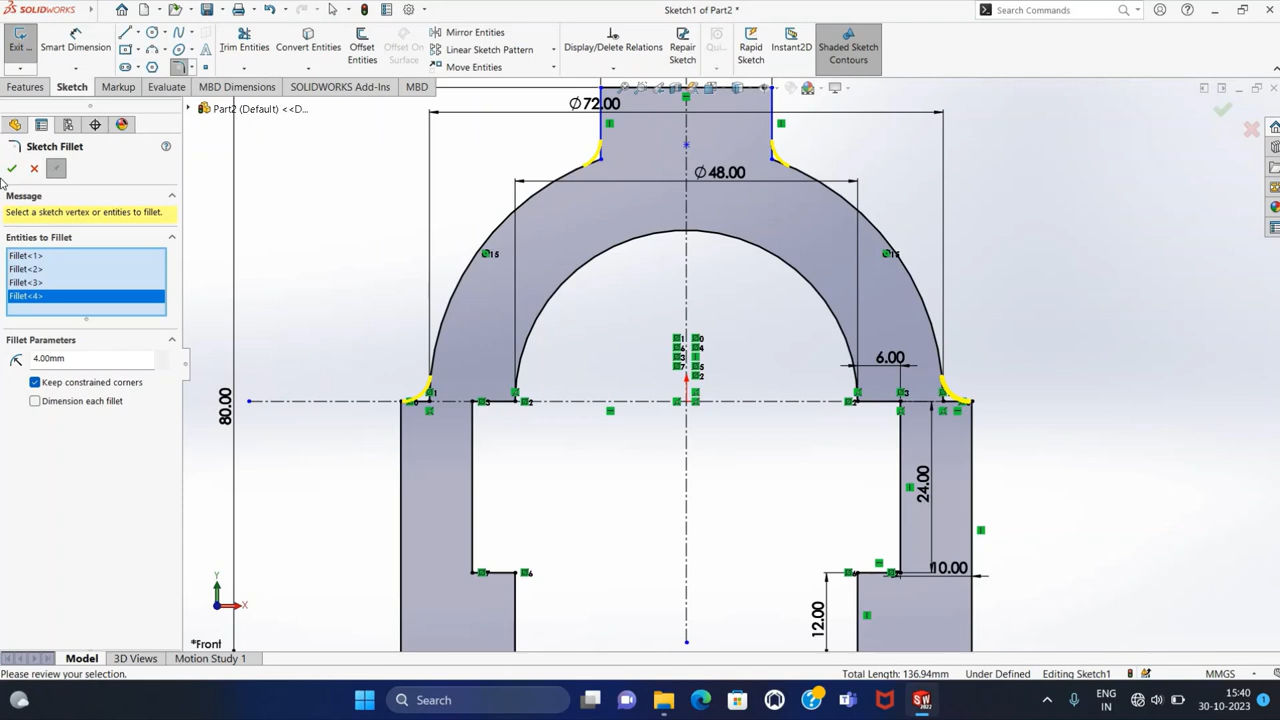 SOLIDWORKS
Sketch1 of Part2 *
Search Commands
Exit ...
Smart Dimension
Trim Entities
Convert Entities
Offset Entities
Offset On Surface
Mirror Entities
Linear Sketch Pattern
Move Entities
Display/Delete Relations
Repair Sketch
Qui...
Rapid Sketch
Instant2D
Shaded Sketch Contours
Features
Sketch
Markup
Evaluate
MBD Dimensions
SOLIDWORKS Add-Ins
MBD
Part2 (Default) <<D...
Sketch Fillet
Message
Select a sketch vertex or entities to fillet.
Entities to Fillet
Fillet<1>
Fillet<2>
Fillet<3>
Fillet<4>
Fillet Parameters
4.00mm
Keep constrained corners
Dimension each fillet
Ø72.00
Ø48.00
15
15
6.00
80.00
24.00
10.00
12.00
Y
X
*Front
Model
3D Views
Motion Study 1
Please review your selection.
Total Length: 136.94mm
Under Defined
Editing Sketch1
MMGS
Search
ENG
IN
15:40
30-10-2023